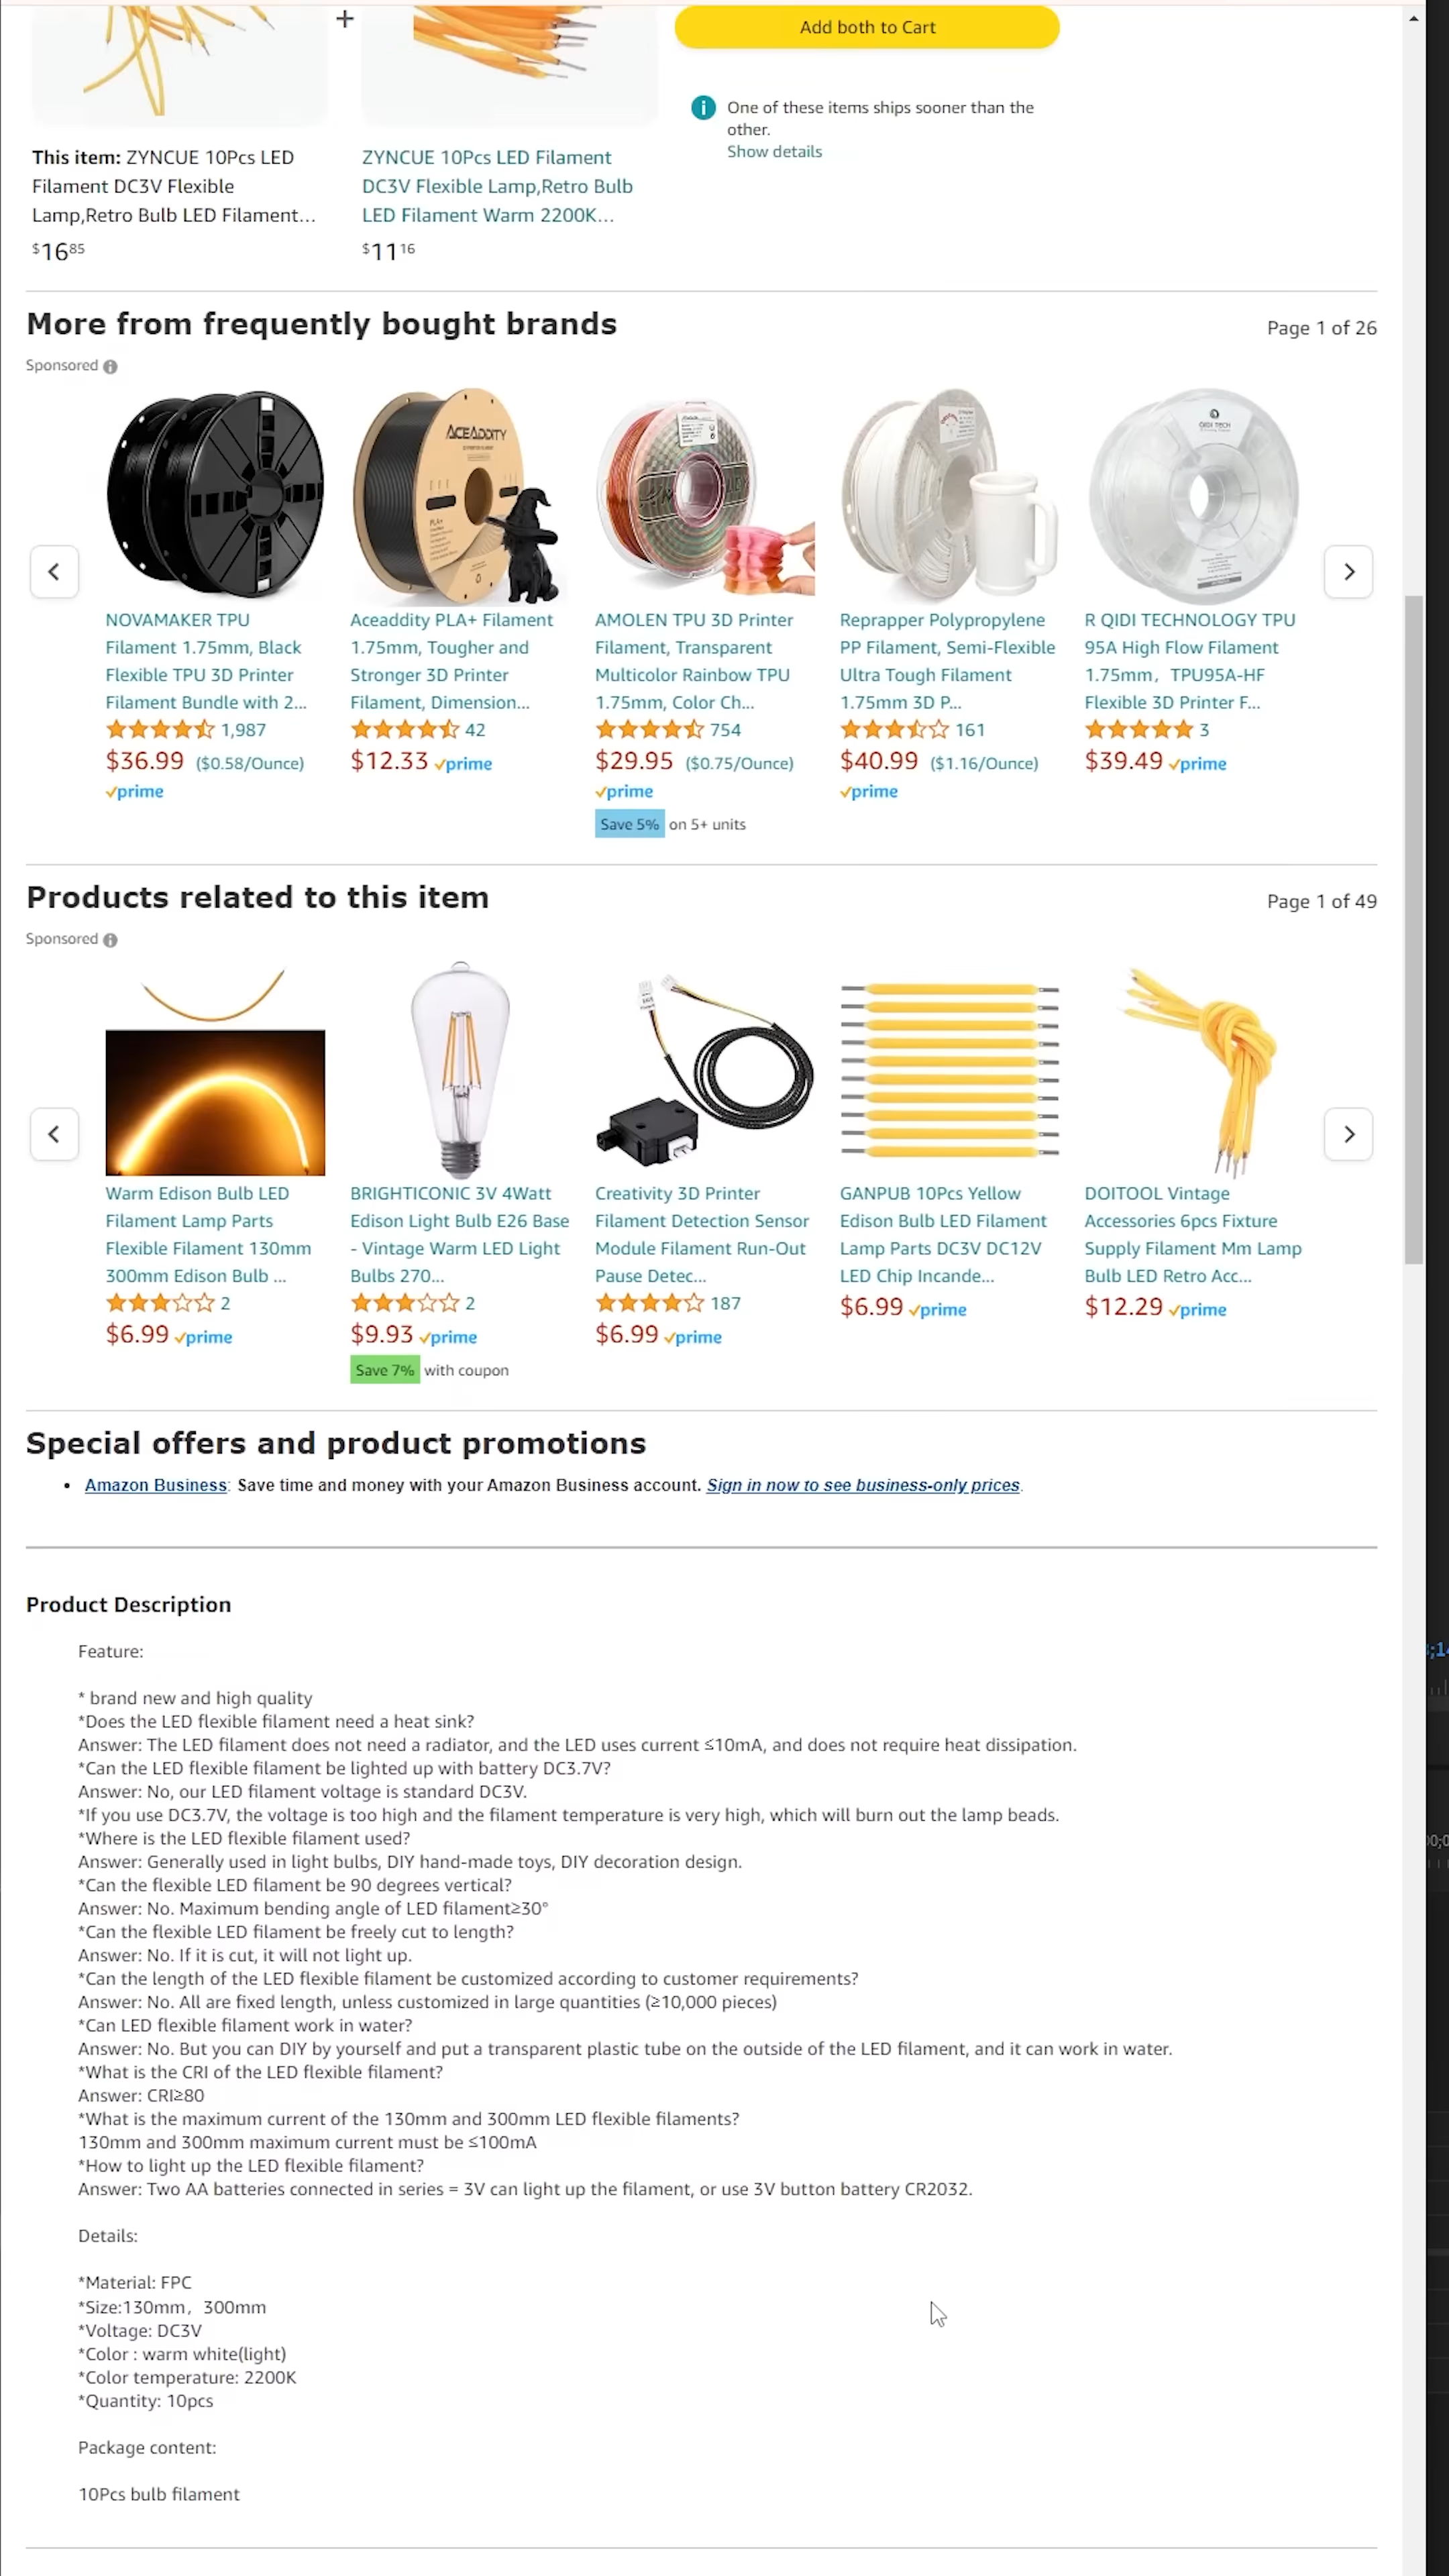 Add both to Cart
+
One of these items ships sooner than the
other.
Show details
This item: ZYNCUE 10Pcs LED
Filament DC3V Flexible
Lamp,Retro Bulb LED Filament...
$16 85
ZYNCUE 10Pcs LED Filament
DC3V Flexible Lamp,Retro Bulb
LED Filament Warm 2200K...
$11 16
More from frequently bought brands
Page 1 of 26
Sponsored
ACEADDITY
QIDI TECH
NOVAMAKER TPU
Filament 1.75mm, Black
Flexible TPU 3D Printer
Filament Bundle with 2...
1,987
$36.99 ($0.58/Ounce)
prime
Aceaddity PLA+ Filament
1.75mm, Tougher and
Stronger 3D Printer
Filament, Dimension...
42
$12.33 prime
AMOLEN TPU 3D Printer
Filament, Transparent
Multicolor Rainbow TPU
1.75mm, Color Ch...
754
$29.95 ($0.75/Ounce)
prime
Save 5% on 5+ units
Reprapper Polypropylene
PP Filament, Semi-Flexible
Ultra Tough Filament
1.75mm 3D P...
161
$40.99 ($1.16/Ounce)
prime
R QIDI TECHNOLOGY TPU
95A High Flow Filament
1.75mm，TPU95A-HF
Flexible 3D Printer F...
3
$39.49 prime
Products related to this item
Page 1 of 49
Sponsored
Warm Edison Bulb LED
Filament Lamp Parts
Flexible Filament 130mm
300mm Edison Bulb ...
2
$6.99 prime
BRIGHTICONIC 3V 4Watt
Edison Light Bulb E26 Base
- Vintage Warm LED Light
Bulbs 270...
2
$9.93 prime
Save 7% with coupon
Creativity 3D Printer
Filament Detection Sensor
Module Filament Run-Out
Pause Detec...
187
$6.99 prime
GANPUB 10Pcs Yellow
Edison Bulb LED Filament
Lamp Parts DC3V DC12V
LED Chip Incande...
$6.99 prime
DOITOOL Vintage
Accessories 6pcs Fixture
Supply Filament Mm Lamp
Bulb LED Retro Acc...
$12.29 prime
Special offers and product promotions
• Amazon Business: Save time and money with your Amazon Business account. Sign in now to see business-only prices.
Product Description
Feature:
* brand new and high quality
*Does the LED flexible filament need a heat sink?
Answer: The LED filament does not need a radiator, and the LED uses current ≤10mA, and does not require heat dissipation.
*Can the LED flexible filament be lighted up with battery DC3.7V?
Answer: No, our LED filament voltage is standard DC3V.
*If you use DC3.7V, the voltage is too high and the filament temperature is very high, which will burn out the lamp beads.
*Where is the LED flexible filament used?
Answer: Generally used in light bulbs, DIY hand-made toys, DIY decoration design.
*Can the flexible LED filament be 90 degrees vertical?
Answer: No. Maximum bending angle of LED filament≥30°
*Can the flexible LED filament be freely cut to length?
Answer: No. If it is cut, it will not light up.
*Can the length of the LED flexible filament be customized according to customer requirements?
Answer: No. All are fixed length, unless customized in large quantities (≥10,000 pieces)
*Can LED flexible filament work in water?
Answer: No. But you can DIY by yourself and put a transparent plastic tube on the outside of the LED filament, and it can work in water.
*What is the CRI of the LED flexible filament?
Answer: CRI≥80
*What is the maximum current of the 130mm and 300mm LED flexible filaments?
130mm and 300mm maximum current must be ≤100mA
*How to light up the LED flexible filament?
Answer: Two AA batteries connected in series = 3V can light up the filament, or use 3V button battery CR2032.
Details:
*Material: FPC
*Size:130mm，300mm
*Voltage: DC3V
*Color : warm white(light)
*Color temperature: 2200K
*Quantity: 10pcs
Package content:
10Pcs bulb filament